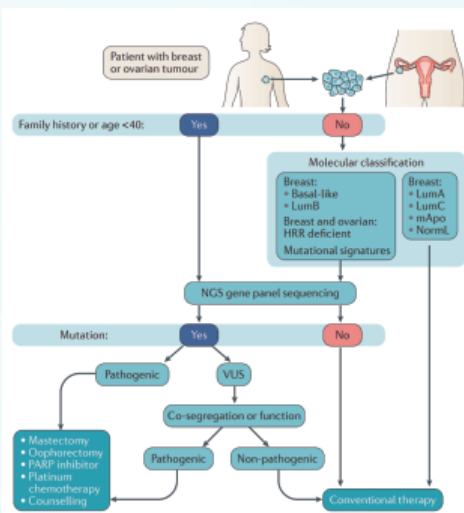 Patient with breast
or ovarian tumour
Family history or age <40:
Yes
No
Molecular classification
Breast:
• Basal-like
• LumB
Breast and ovarian:
HRR deficient
Mutational signatures
Breast:
• LumA
• LumC
• mApo
• NormL
NGS gene panel sequencing
Mutation:
Yes
No
Pathogenic
VUS
Co-segregation or function
Pathogenic
Non-pathogenic
• Mastectomy
• Oophorectomy
• PARP inhibitor
• Platinum
chemotherapy
• Counselling
Conventional therapy